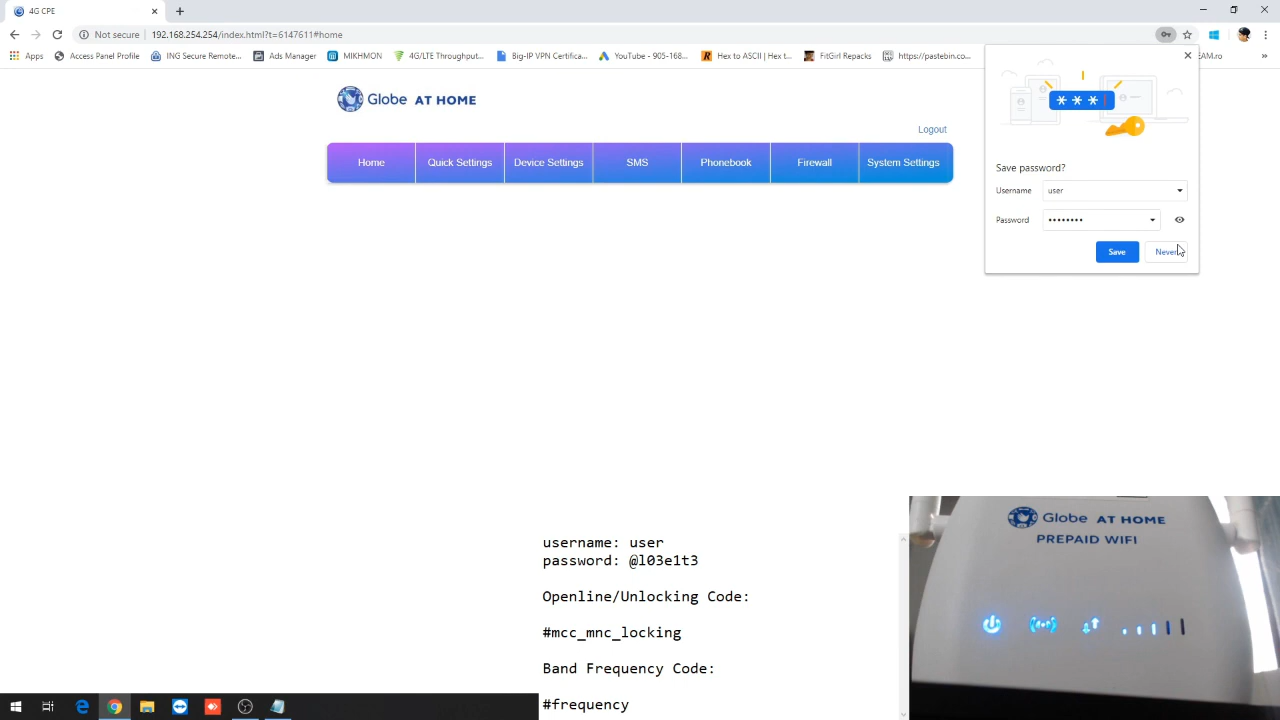 4G CPE
Not secure
192.168.254.254/index.html?t=6147611#home
Apps
Access Panel Profile
ING Secure Remote...
Ads Manager
MIKHMON
4G/LTE Throughput...
Big-IP VPN Certifica...
YouTube - 905-168...
Hex to ASCII | Hex t...
FitGirl Repacks
https://pastebin.co...
EAM.ro
Globe AT HOME
Logout
Home
Quick Settings
Device Settings
SMS
Phonebook
Firewall
System Settings
Save password?
Username
user
Password
••••••••
Save
Never
username: user
password: @l03e1t3
Openline/Unlocking Code:
#mcc_mnc_locking
Band Frequency Code:
#frequency
Globe AT HOME
PREPAID WIFI